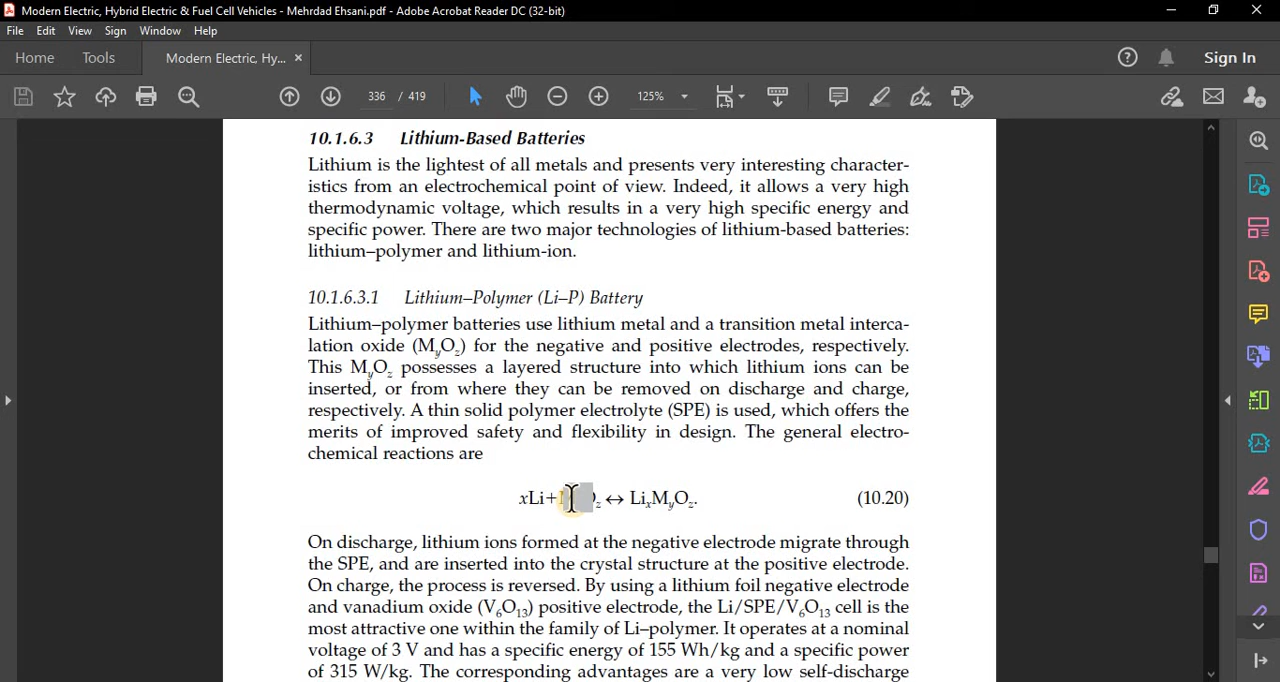 Modern Electric, Hybrid Electric & Fuel Cell Vehicles - Mehrdad Ehsani.pdf - Adobe Acrobat Reader DC (32-bit)
File Edit View Sign Window Help
Home Tools Modern Electric, Hy... × Sign In
336 / 419 125%
10.1.6.3 Lithium-Based Batteries
Lithium is the lightest of all metals and presents very interesting character-
istics from an electrochemical point of view. Indeed, it allows a very high
thermodynamic voltage, which results in a very high specific energy and
specific power. There are two major technologies of lithium-based batteries:
lithium–polymer and lithium-ion.
10.1.6.3.1 Lithium–Polymer (Li–P) Battery
Lithium–polymer batteries use lithium metal and a transition metal interca-
lation oxide (MyOz) for the negative and positive electrodes, respectively.
This MyOz possesses a layered structure into which lithium ions can be
inserted, or from where they can be removed on discharge and charge,
respectively. A thin solid polymer electrolyte (SPE) is used, which offers the
merits of improved safety and flexibility in design. The general electro-
chemical reactions are
xLi+ Oz ↔ LixMyOz. (10.20)
On discharge, lithium ions formed at the negative electrode migrate through
the SPE, and are inserted into the crystal structure at the positive electrode.
On charge, the process is reversed. By using a lithium foil negative electrode
and vanadium oxide (V6O13) positive electrode, the Li/SPE/V6O13 cell is the
most attractive one within the family of Li–polymer. It operates at a nominal
voltage of 3 V and has a specific energy of 155 Wh/kg and a specific power
of 315 W/kg. The corresponding advantages are a very low self-discharge